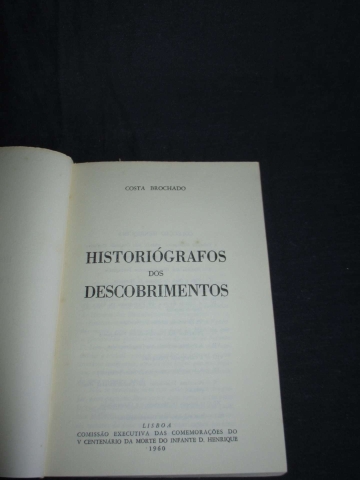 COSTA BROCHADO
HISTORIÓGRAFOS
DOS
DESCOBRIMENTOS
LISBOA
COMISSÃO EXECUTIVA DAS COMEMORAÇÕES DO
V CENTENÁRIO DA MORTE DO INFANTE D. HENRIQUE
1960